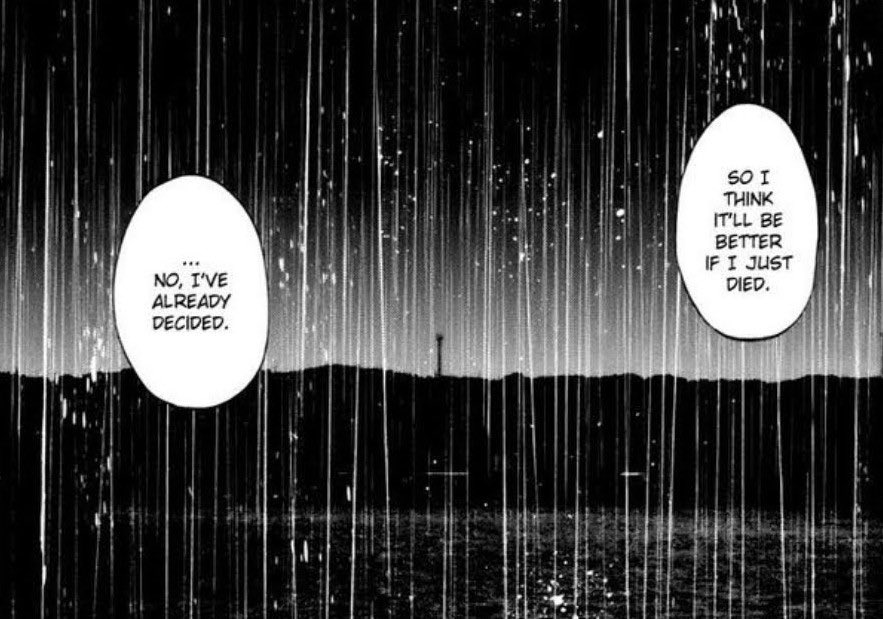 SO I
THINK
IT'LL BE
BETTER
IF I JUST
DIED.
...
NO, I'VE
ALREADY
DECIDED.